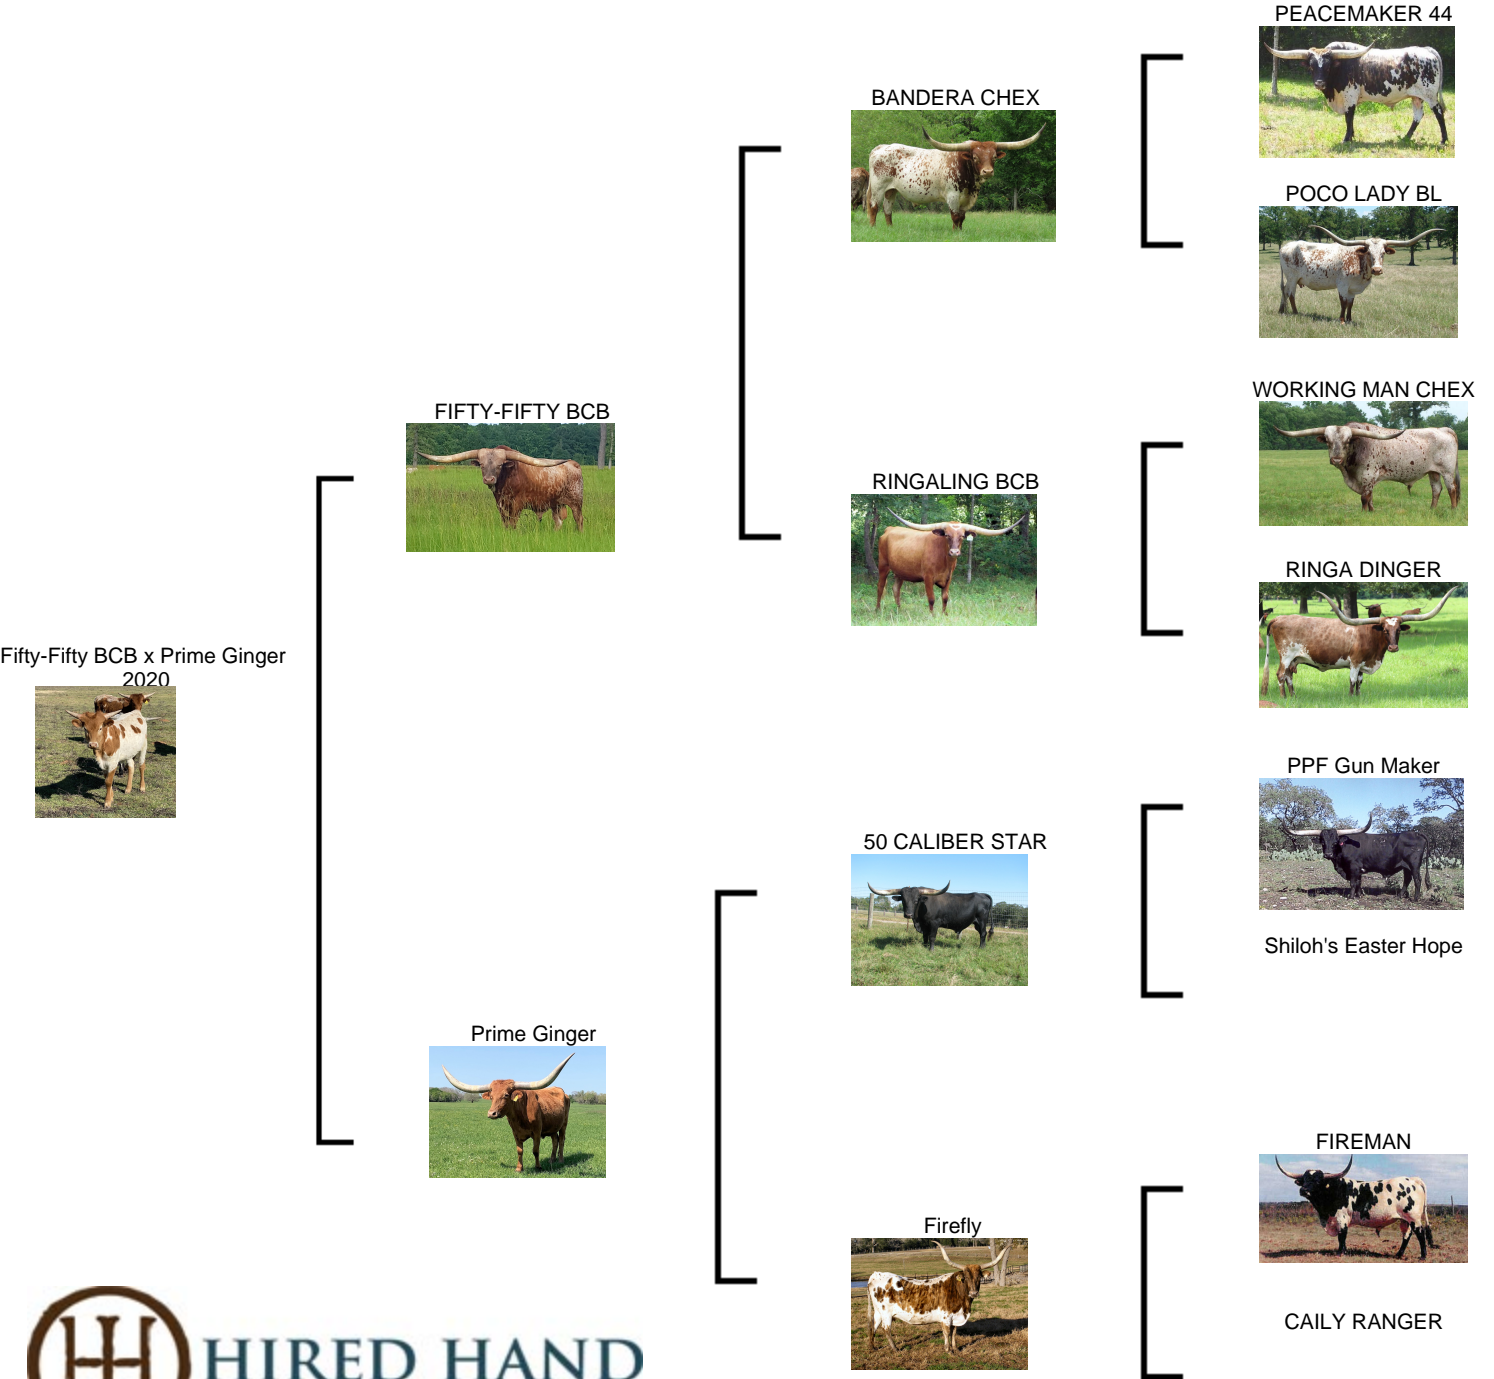 PEACEMAKER 44
BANDERA CHEX
POCO LADY BL
WORKING MAN CHEX
FIFTY-FIFTY BCB
RINGALING BCB
RINGA DINGER
Fifty-Fifty BCB x Prime Ginger
2020
PPF Gun Maker
50 CALIBER STAR
Shiloh's Easter Hope
Prime Ginger
FIREMAN
Firefly
CAILY RANGER
HIRED HAND